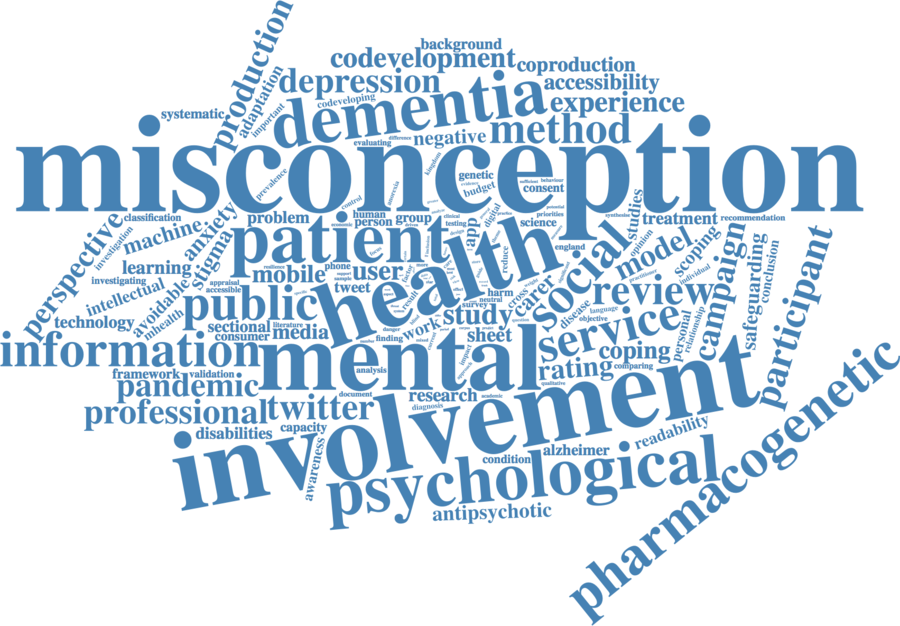 background
codevelopment
coproduction
production
depression
accessibility
adaptation
codeveloping
dementia
experience
systematic
important
method
negative
evaluating
difference
misconception
kingdom
genetic
evidence
behaviour
budget
consent
prevalence
control
anorexia
studies
classification
problem
human
person
group
clinical
testing
app
digital
priorities
science
treatment
recommendation
perspective
investigation
machine
anxiety
stigma
patient
health
social
opinion
model
scoping
campaign
safeguarding
conclusion
participant
england
learning
investigating
mobile
phone
user
tweet
reduce
practitioner
individual
intellectual
avoidable
appraisal
accessible
public
harm
neutral
survey
cross
carer
review
disease
language
objective
technology
mhealth
sectional
consumer
literature
media
danger
finding
work
study
sheet
service
personal
relationship
information
mental
coping
rating
comparing
framework
validation
analysis
impact
qualitative
pandemic
professional
twitter
document
research
academic
diagnosis
involvement
disabilities
capacity
awareness
readability
condition
alzheimer
psychological
antipsychotic
pharmacogenetic